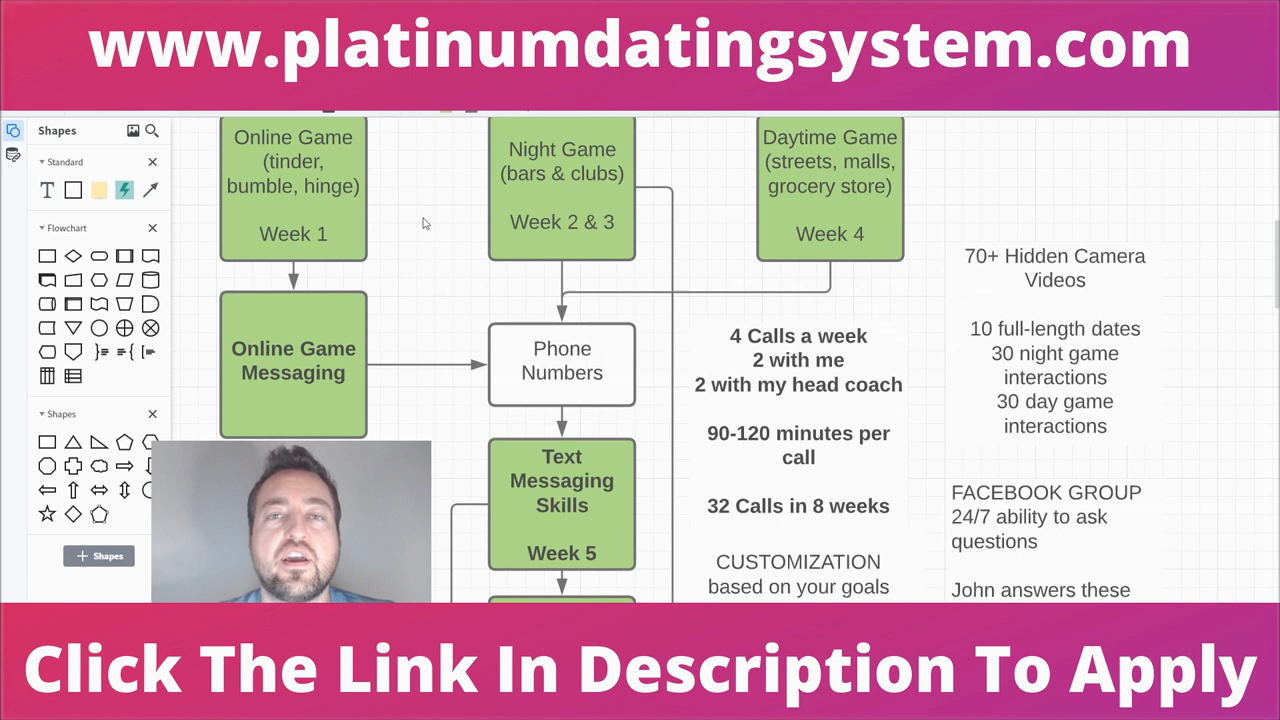 www.platinumdatingsystem.com
Shapes
Standard
T
Flowchart
Shapes
+ Shapes
Online Game
(tinder,
bumble, hinge)
Week 1
Night Game
(bars & clubs)
Week 2 & 3
Daytime Game
(streets, malls,
grocery store)
Week 4
Online Game
Messaging
Phone
Numbers
Text
Messaging
Skills
Week 5
4 Calls a week
2 with me
2 with my head coach
90-120 minutes per
call
32 Calls in 8 weeks
CUSTOMIZATION
based on your goals
70+ Hidden Camera
Videos
10 full-length dates
30 night game
interactions
30 day game
interactions
FACEBOOK GROUP
24/7 ability to ask
questions
John answers these
Click The Link In Description To Apply